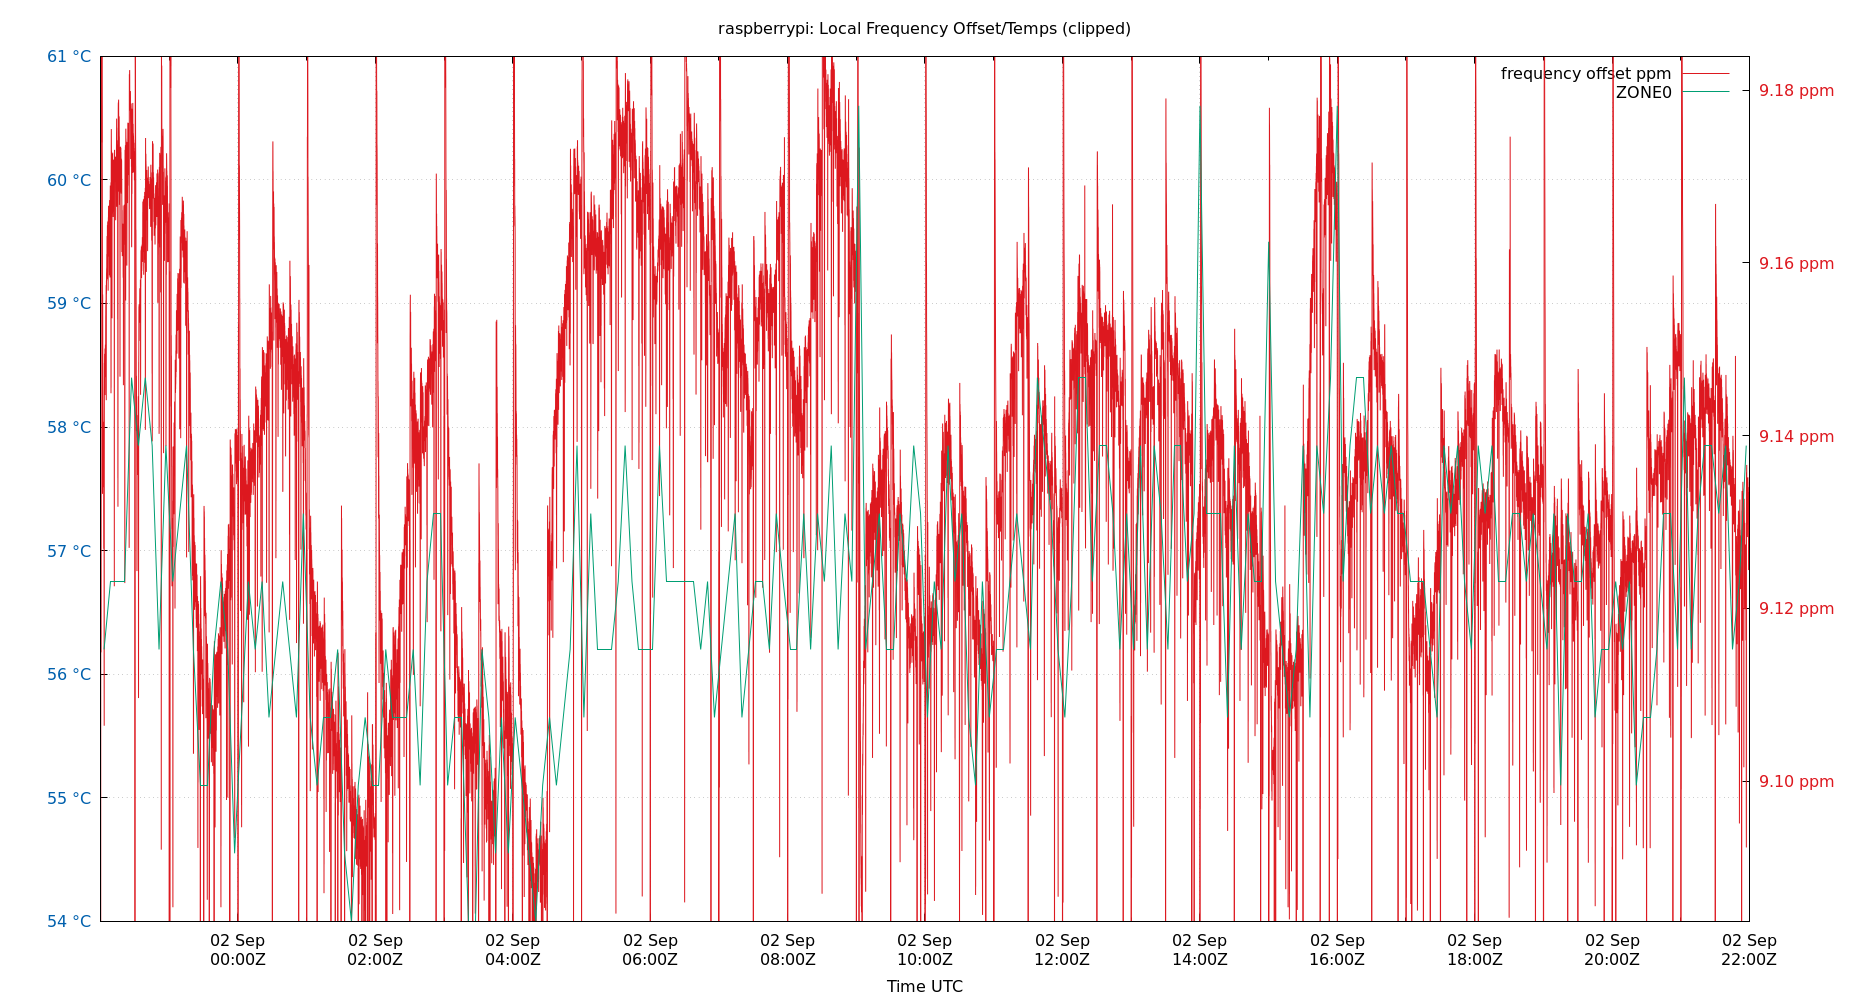 raspberrypi: Local Frequency Offset/Temps (clipped)
61 °C
60 °C
59 °C
58 °C
57 °C
56 °C
55 °C
54 °C
frequency offset ppm
ZONE0
9.18 ppm
9.16 ppm
9.14 ppm
9.12 ppm
9.10 ppm
02 Sep 02 Sep 02 Sep 02 Sep 02 Sep 02 Sep 02 Sep 02 Sep 02 Sep 02 Sep 02 Sep 02 Sep
00:00Z 02:00Z 04:00Z 06:00Z 08:00Z 10:00Z 12:00Z 14:00Z 16:00Z 18:00Z 20:00Z 22:00Z
Time UTC